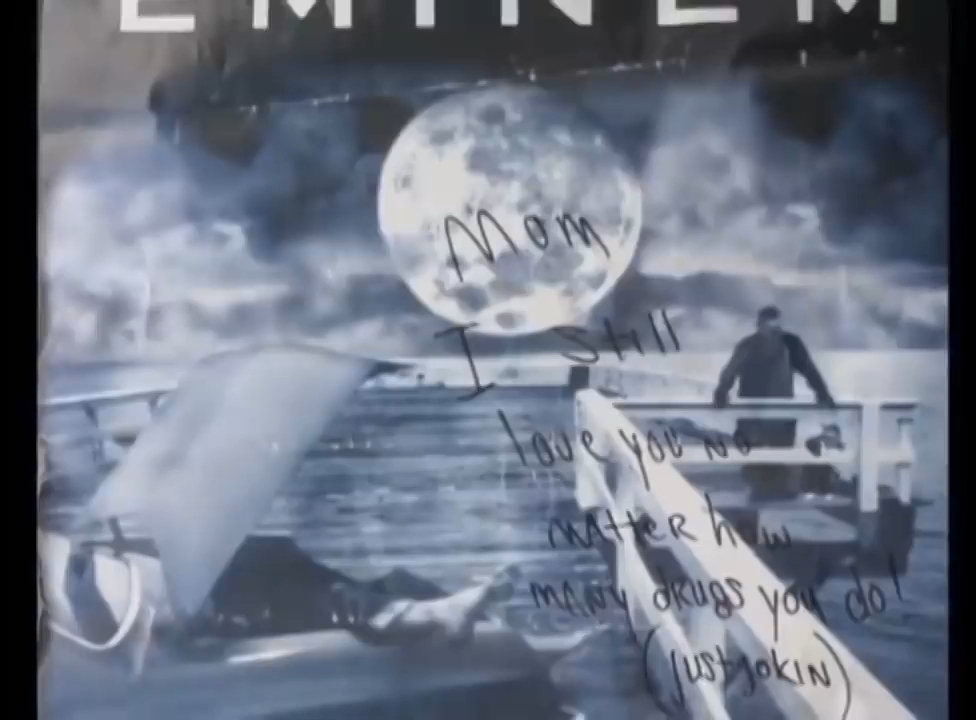 EMINEM
Mom
I still
love you no
matter how
many drugs you do!
(just jokin)